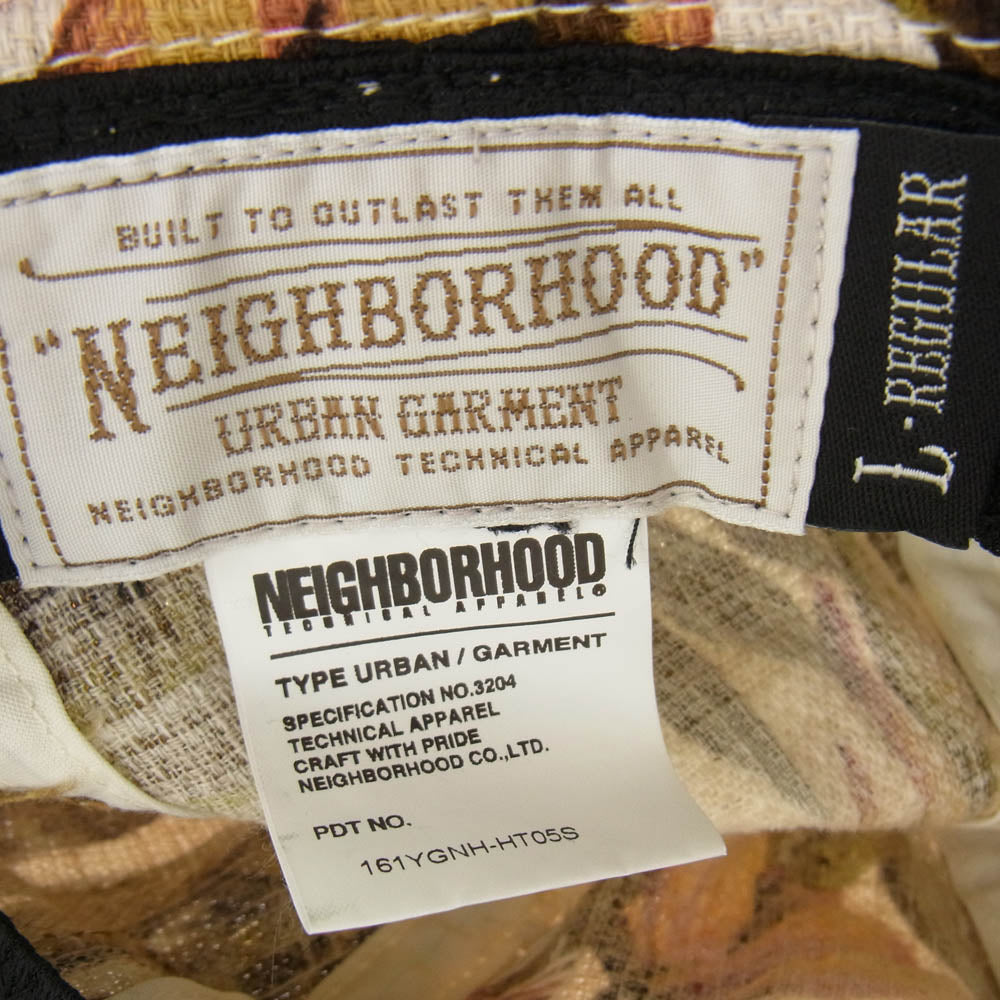 BUILT TO OUTLAST THEM ALL
"NEIGHBORHOOD"
URBAN GARMENT
NEIGHBORHOOD TECHNICAL APPAREL
L-REGULAR
NEIGHBORHOOD
TECHNICAL APPAREL®
TYPE URBAN / GARMENT
SPECIFICATION NO.3204
TECHNICAL APPAREL
CRAFT WITH PRIDE
NEIGHBORHOOD CO.,LTD.
PDT NO.
161YGNH-HT05S